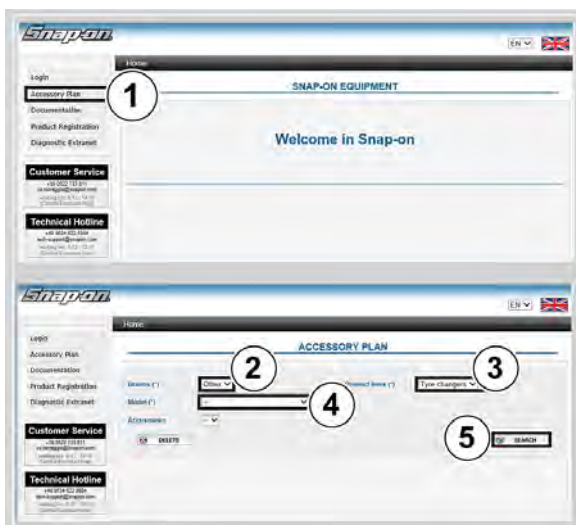 Snap-on
EN
Home
Login
Accessory Plan
Documentation
Product Registration
Diagnostic Extranet
1
SNAP-ON EQUIPMENT
Welcome in Snap-on
Customer Service
Technical Hotline
Snap-on
EN
Home
Login
Accessory Plan
Documentation
Product Registration
Diagnostic Extranet
ACCESSORY PLAN
2
3
Brands (*)
Other
Product lines (*)
Tyre changers
Model (*)
--
4
Accessories
--
DELETE
5
SEARCH
Customer Service
Technical Hotline